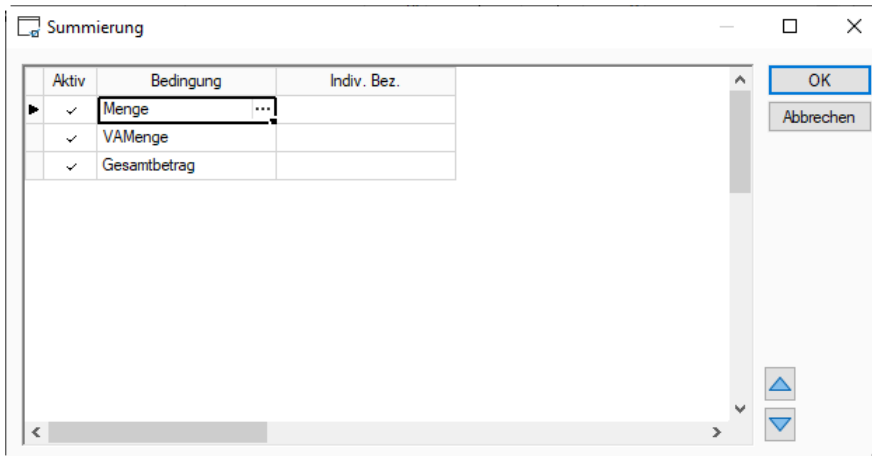 Summierung
Aktiv Bedingung Indiv. Bez.
Menge ...
VAMenge
Gesamtbetrag
OK
Abbrechen